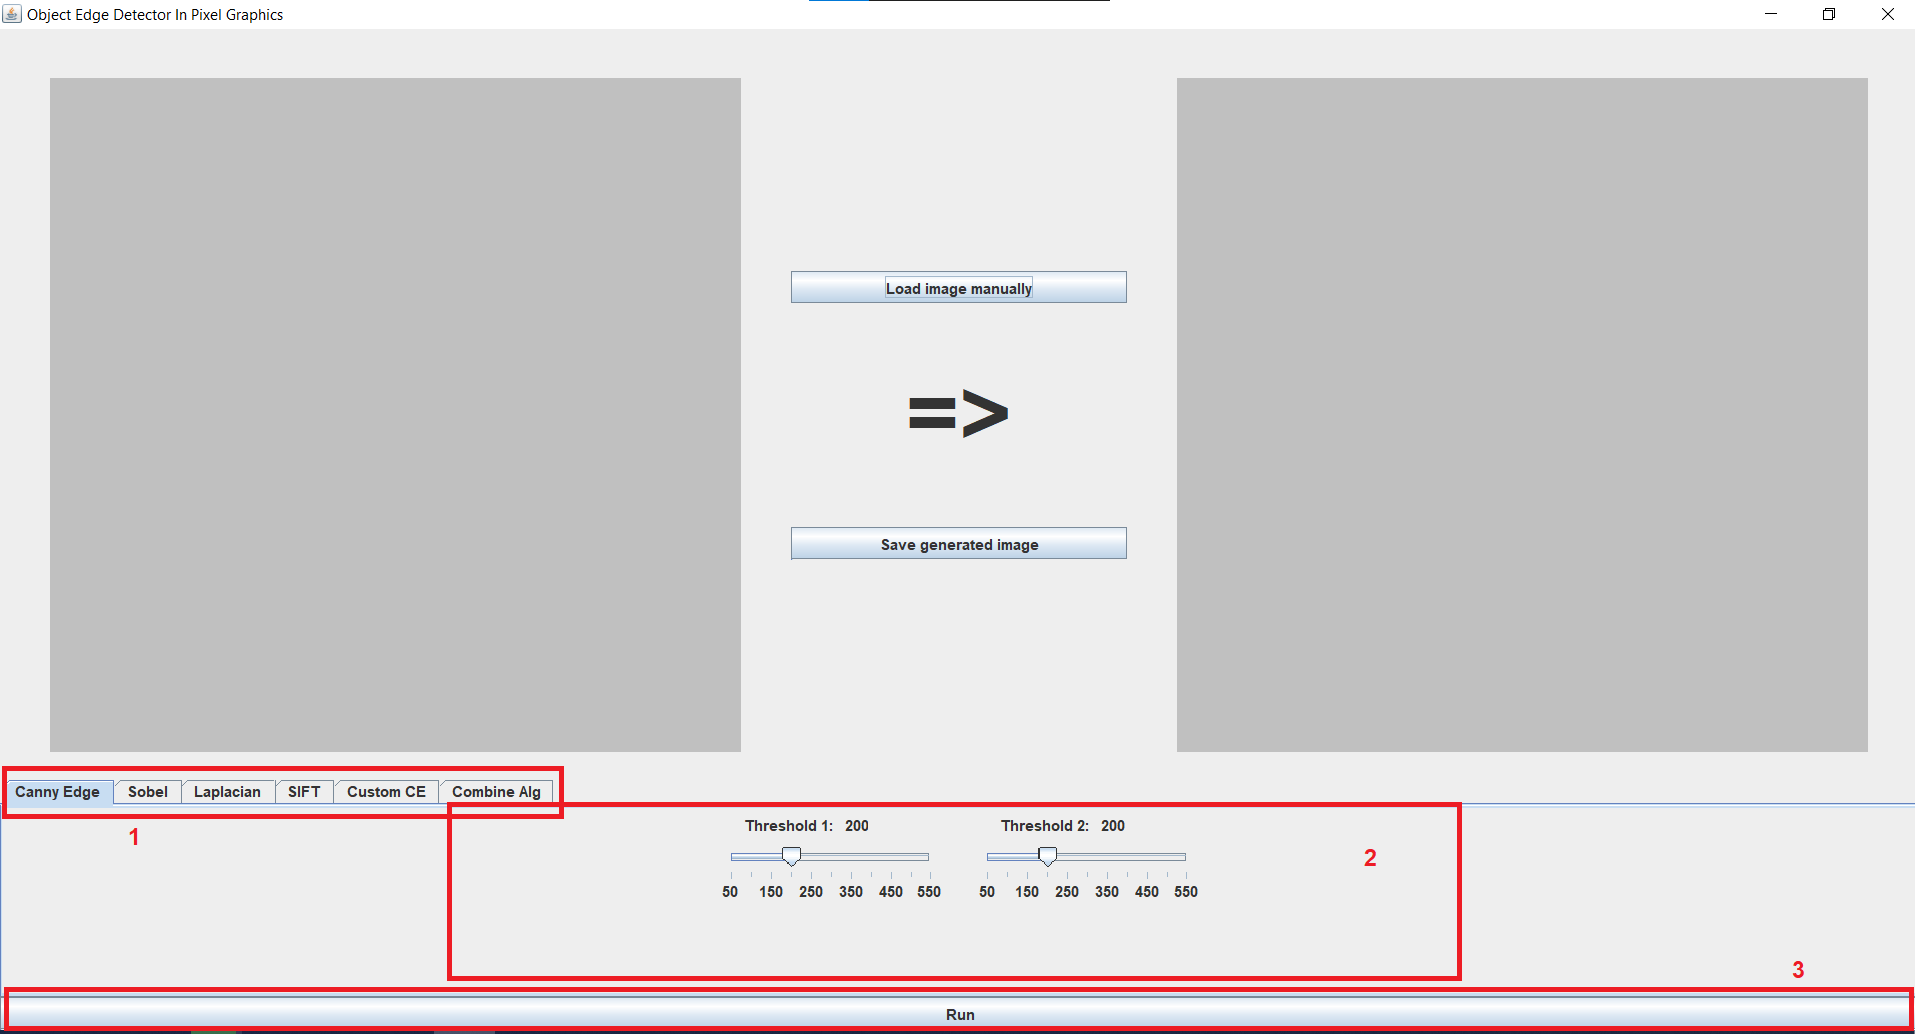 Object Edge Detector In Pixel Graphics
Load image manually
=>
Save generated image
Canny Edge Sobel Laplacian SIFT Custom CE Combine Alg
1
Threshold 1: 200 Threshold 2: 200
2
50 150 250 350 450 550 50 150 250 350 450 550
3
Run